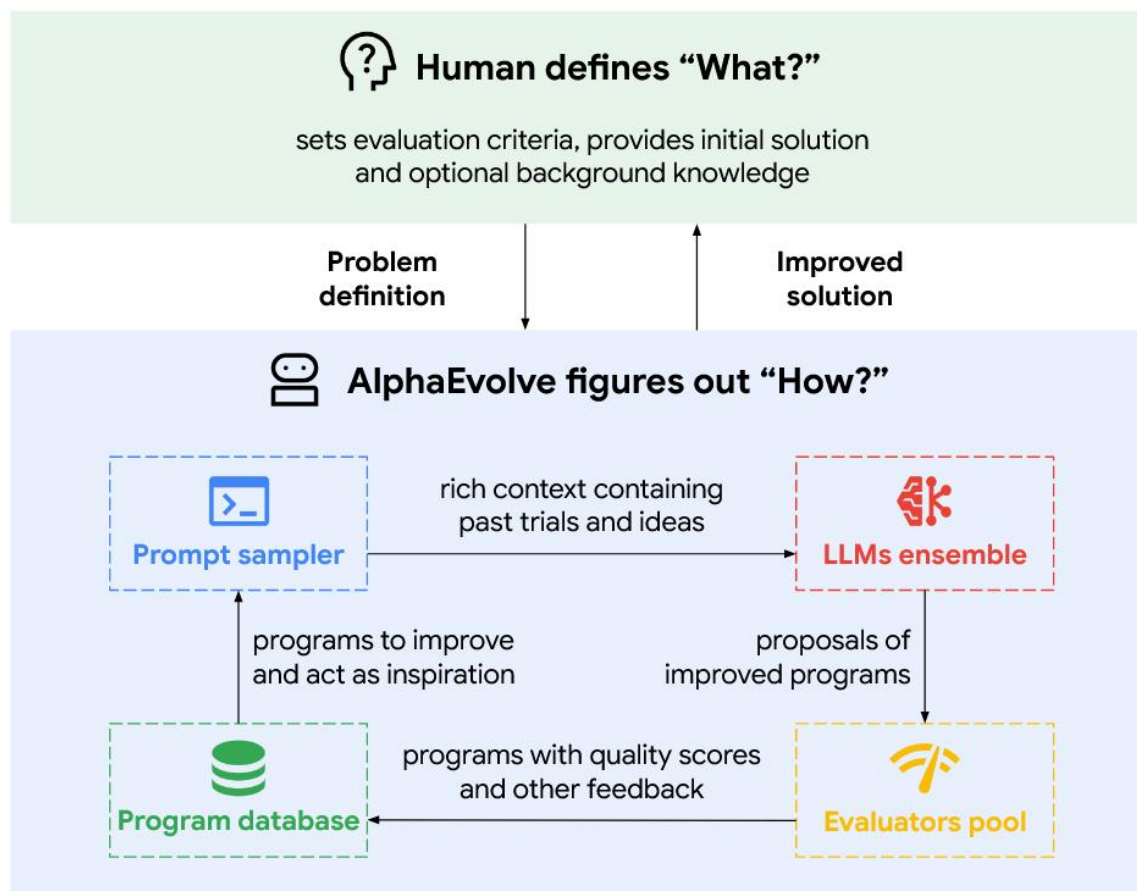 Human defines “What?”
sets evaluation criteria, provides initial solution
and optional background knowledge
Problem
definition
Improved
solution
AlphaEvolve figures out “How?”
Prompt sampler
rich context containing
past trials and ideas
LLMs ensemble
programs to improve
and act as inspiration
proposals of
improved programs
Program database
programs with quality scores
and other feedback
Evaluators pool